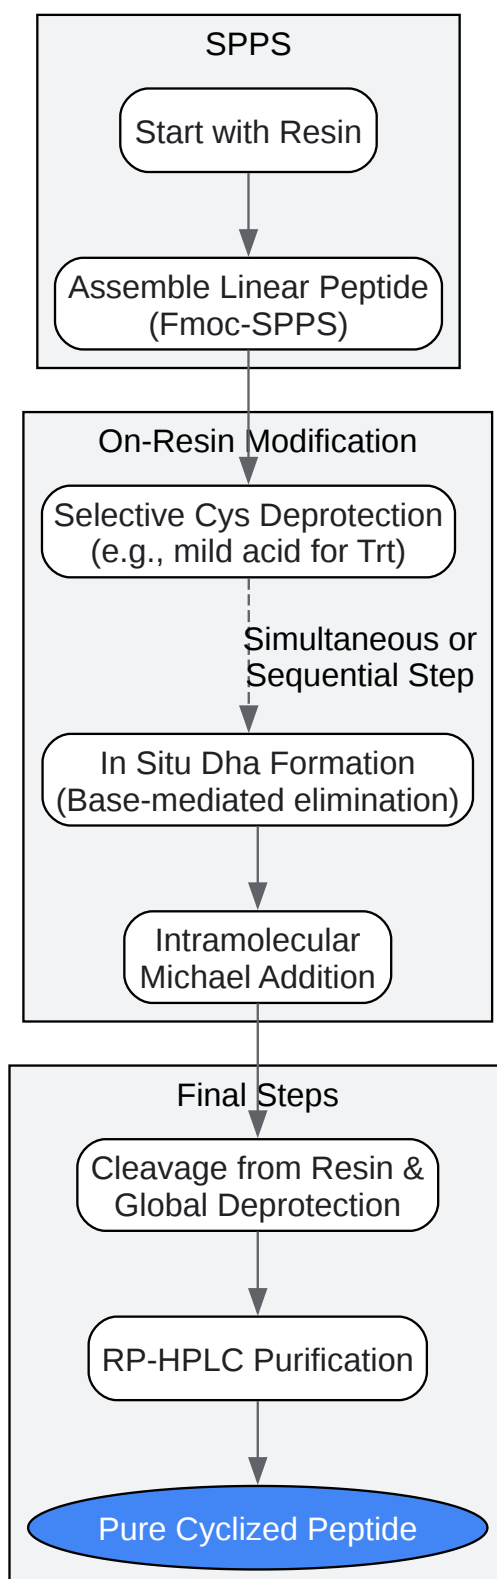 SPPS
Start with Resin
Assemble Linear Peptide
(Fmoc-SPPS)
On-Resin Modification
Selective Cys Deprotection
(e.g., mild acid for Trt)
Simultaneous or
Sequential Step
In Situ Dha Formation
(Base-mediated elimination)
Intramolecular
Michael Addition
Final Steps
Cleavage from Resin &
Global Deprotection
RP-HPLC Purification
Pure Cyclized Peptide